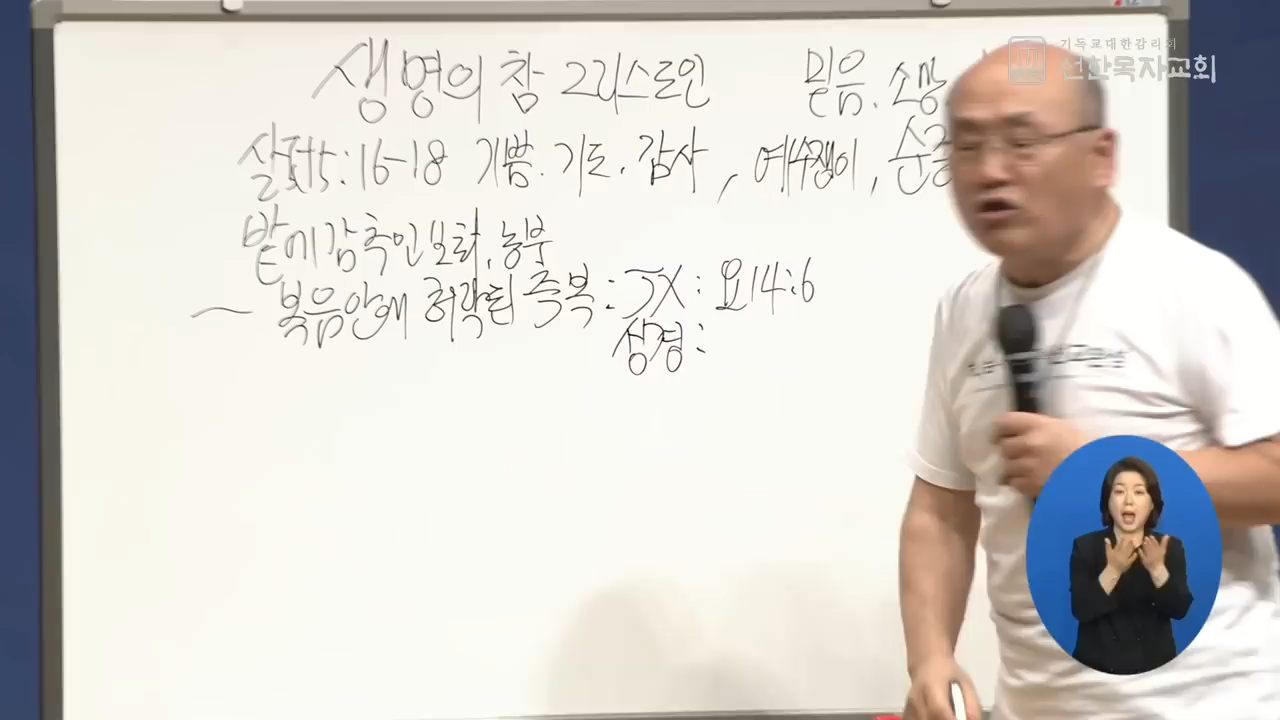 기독교대한감리회
선한목자교회
생명의 참 그리스도인 믿음. 소망
살전5:16-18 기쁨. 기도. 감사, 예수쟁이, 순종
밭에 감추인 보화, 농부
~ 복음안에 허락된 축복: JX: 요14:6
성경: